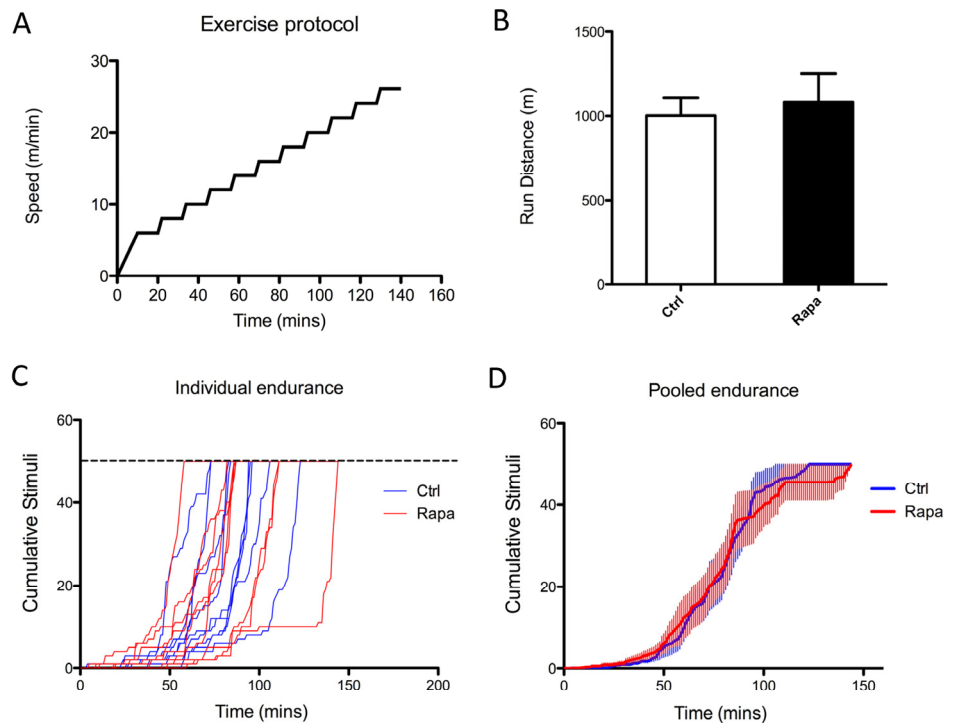 A
Exercise protocol
Speed (m/min)
30
20
10
0
0 20 40 60 80 100 120 140 160
Time (mins)
B
Run Distance (m)
1500
1000
500
0
Ctrl
Rapa
C
Individual endurance
Cumulative Stimuli
60
40
20
0
Ctrl
Rapa
0 50 100 150 200
Time (mins)
D
Pooled endurance
Cumulative Stimuli
60
40
20
0
Ctrl
Rapa
0 50 100 150
Time (mins)